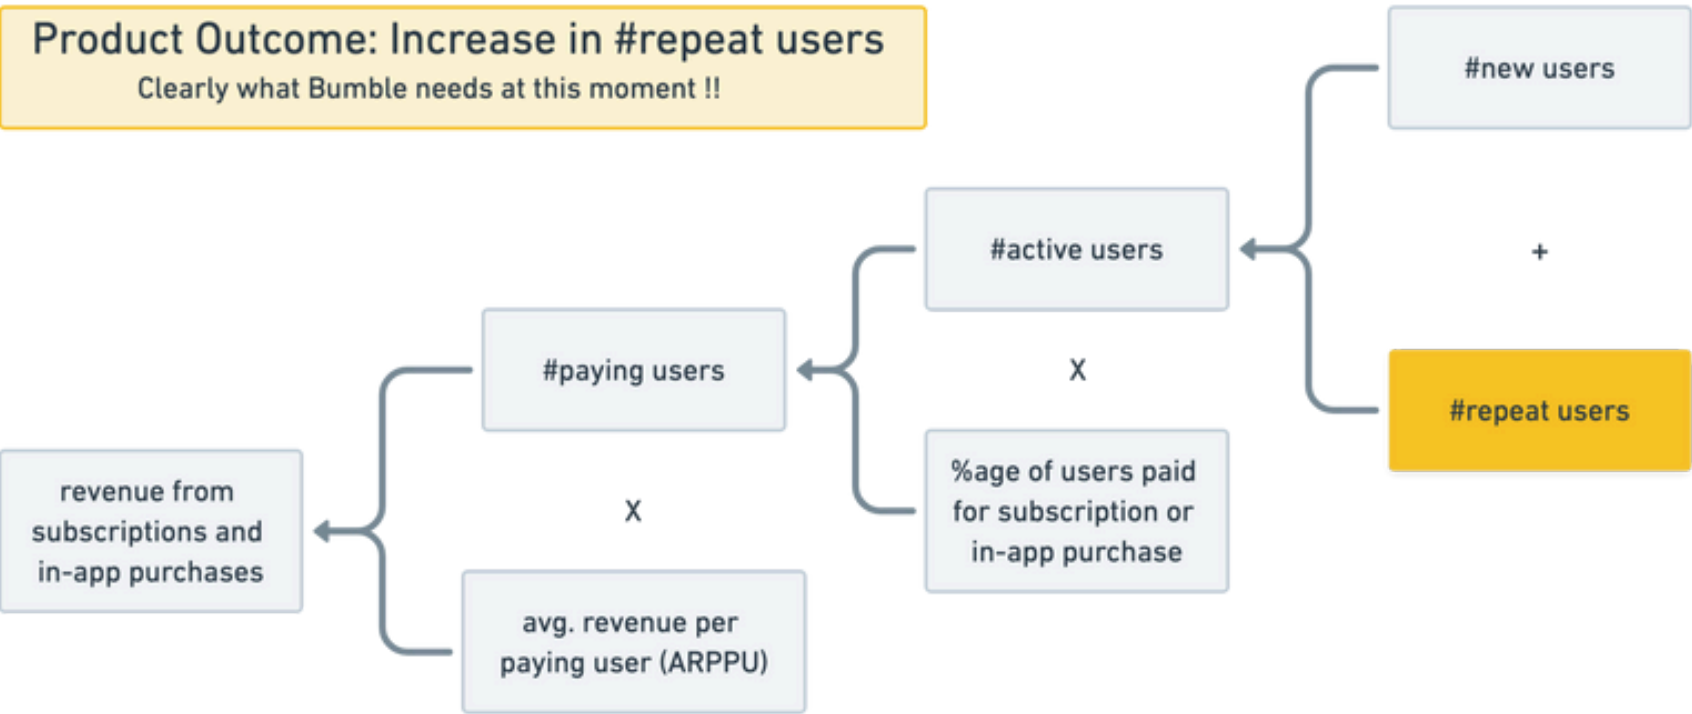 Product Outcome: Increase in #repeat users
Clearly what Bumble needs at this moment !!
#new users
+
#repeat users
#active users
X
%age of users paid
for subscription or
in-app purchase
#paying users
X
avg. revenue per
paying user (ARPPU)
revenue from
subscriptions and
in-app purchases